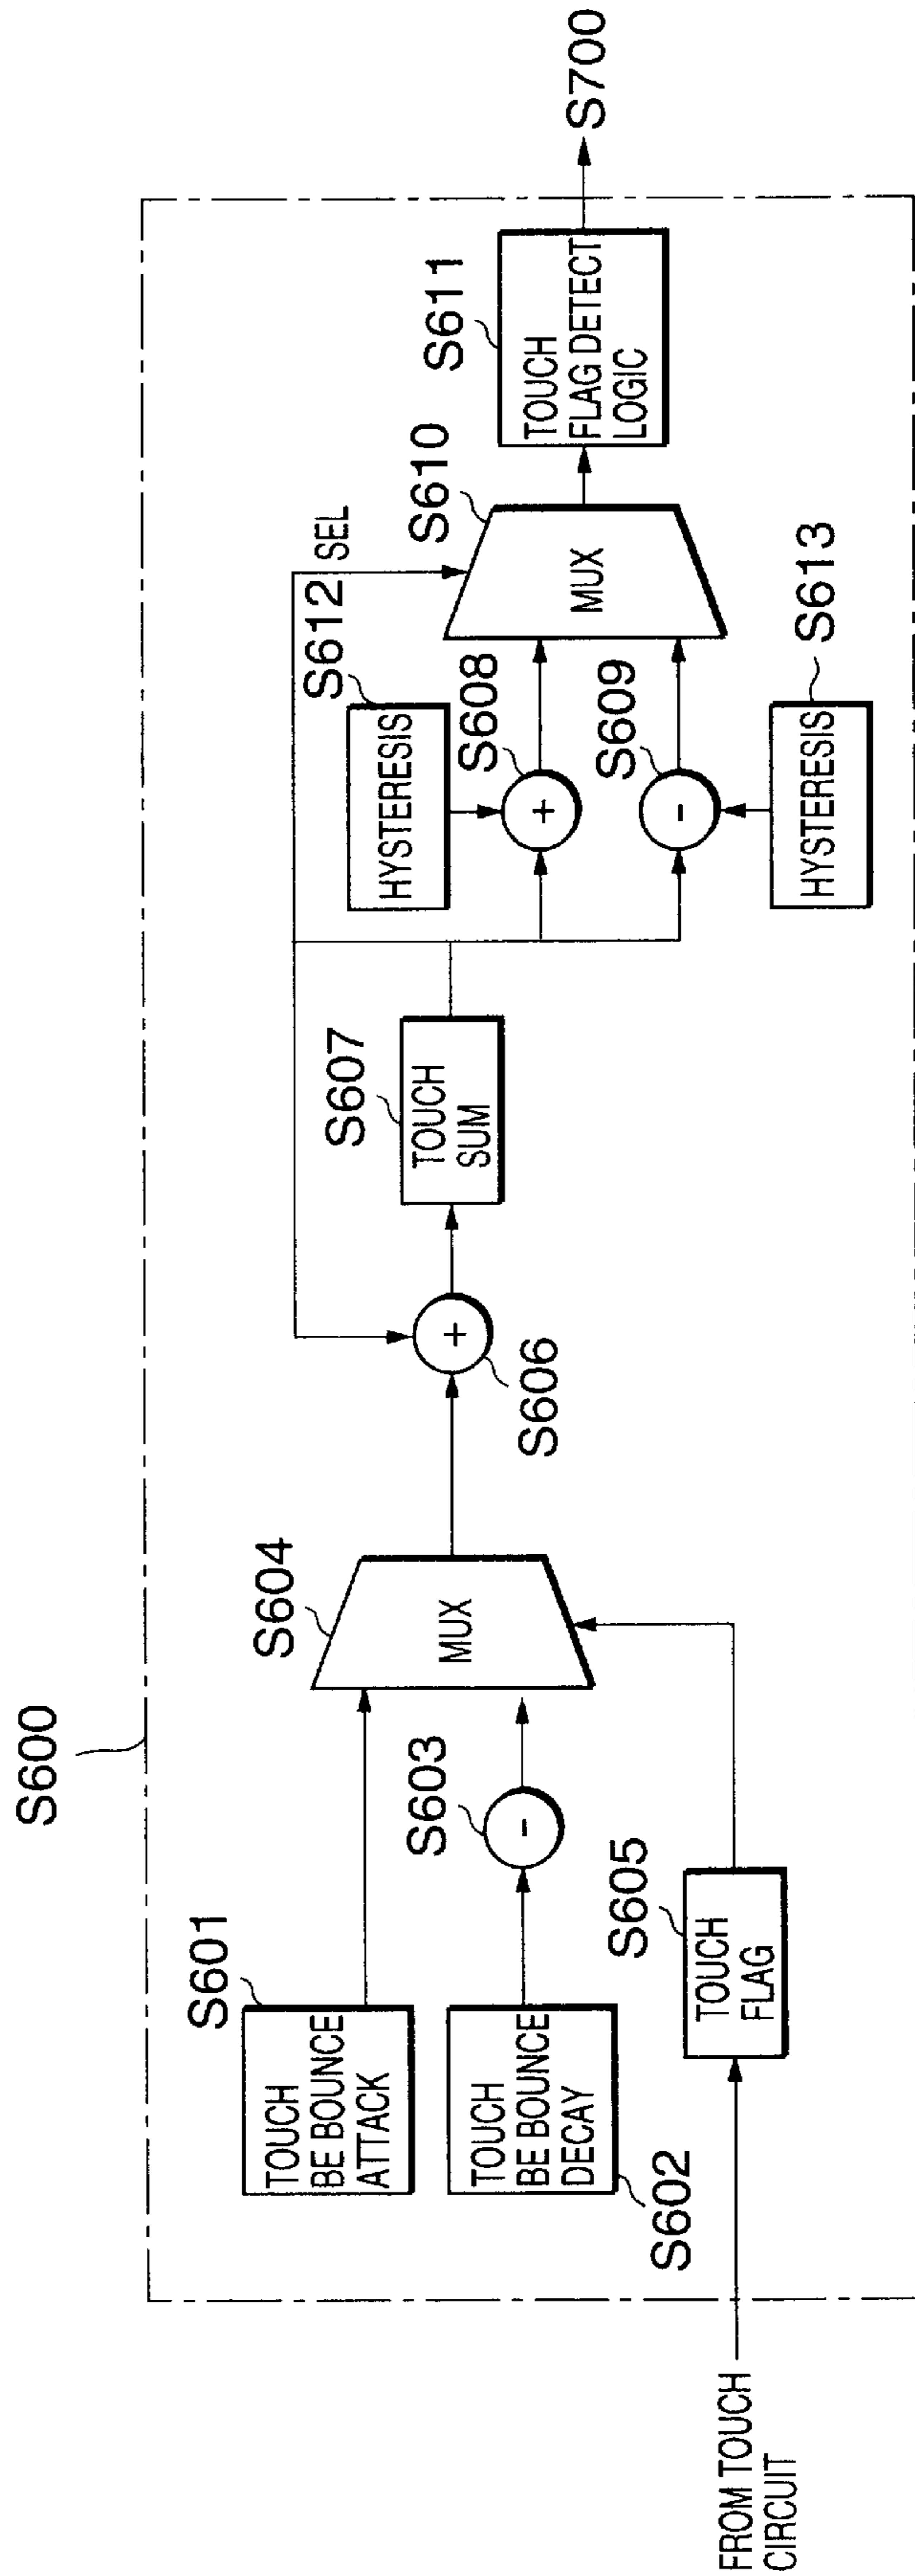 S600
S601
TOUCH
BE BOUNCE
ATTACK
TOUCH
BE BOUNCE
DECAY
S602
S603
-
S604
MUX
S605
TOUCH
FLAG
FROM TOUCH
CIRCUIT
+
S606
S607
TOUCH
SUM
S612
HYSTERESIS
SEL
S608
+
S609
-
HYSTERESIS
S613
S610
MUX
S611
TOUCH
FLAG DETECT
LOGIC
S700